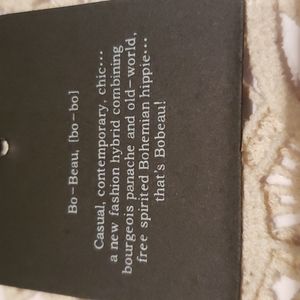 Bo-Beau, [bo-bo]
Casual, contemporary, chic...
a new fashion hybrid combining
bourgeois panache and old-world,
free spirited Bohemian hippie...
that's Bobeau!